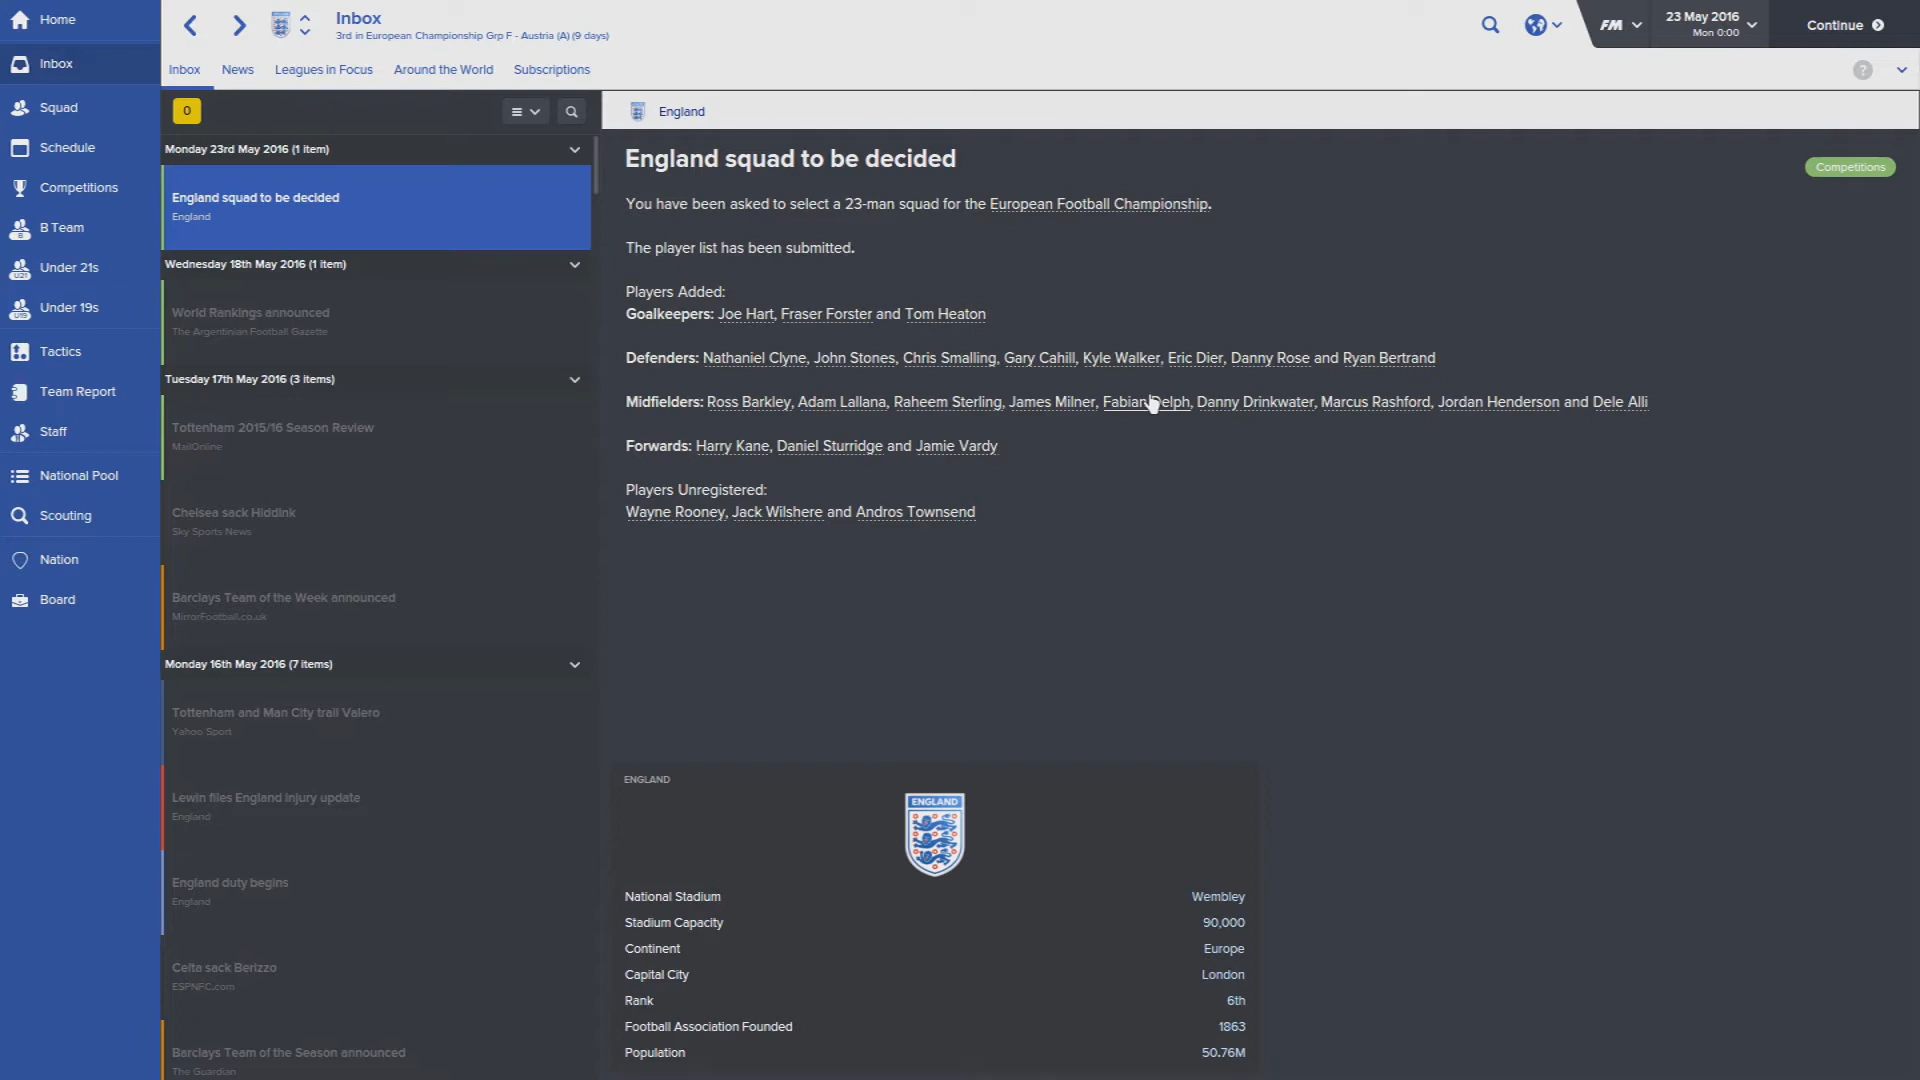 Home
Inbox
Squad
Schedule
Competitions
B Team
Under 21s
Under 19s
Tactics
Team Report
Staff
National Pool
Scouting
Nation
Board
Inbox
3rd in European Championship Grp F - Austria (A) (9 days)
FM
23 May 2016
Mon 0:00
Continue
Inbox News Leagues in Focus Around the World Subscriptions
?
0
Monday 23rd May 2016 (1 item)
England squad to be decided
England
Wednesday 18th May 2016 (1 item)
World Rankings announced
The Argentinian Football Gazette
Tuesday 17th May 2016 (3 items)
Tottenham 2015/16 Season Review
MailOnline
Chelsea sack Hiddink
Sky Sports News
Barclays Team of the Week announced
MirrorFootball.co.uk
Monday 16th May 2016 (7 items)
Tottenham and Man City trail Valero
Yahoo Sport
Lewin files England injury update
England
England duty begins
England
Celta sack Berizzo
ESPNFC.com
Barclays Team of the Season announced
The Guardian
England
England squad to be decided
Competitions
You have been asked to select a 23-man squad for the European Football Championship.
The player list has been submitted.
Players Added:
Goalkeepers: Joe Hart, Fraser Forster and Tom Heaton
Defenders: Nathaniel Clyne, John Stones, Chris Smalling, Gary Cahill, Kyle Walker, Eric Dier, Danny Rose and Ryan Bertrand
Midfielders: Ross Barkley, Adam Lallana, Raheem Sterling, James Milner, Fabian Delph, Danny Drinkwater, Marcus Rashford, Jordan Henderson and Dele Alli
Forwards: Harry Kane, Daniel Sturridge and Jamie Vardy
Players Unregistered:
Wayne Rooney, Jack Wilshere and Andros Townsend
ENGLAND
ENGLAND
National Stadium Wembley
Stadium Capacity 90,000
Continent Europe
Capital City London
Rank 6th
Football Association Founded 1863
Population 50.76M